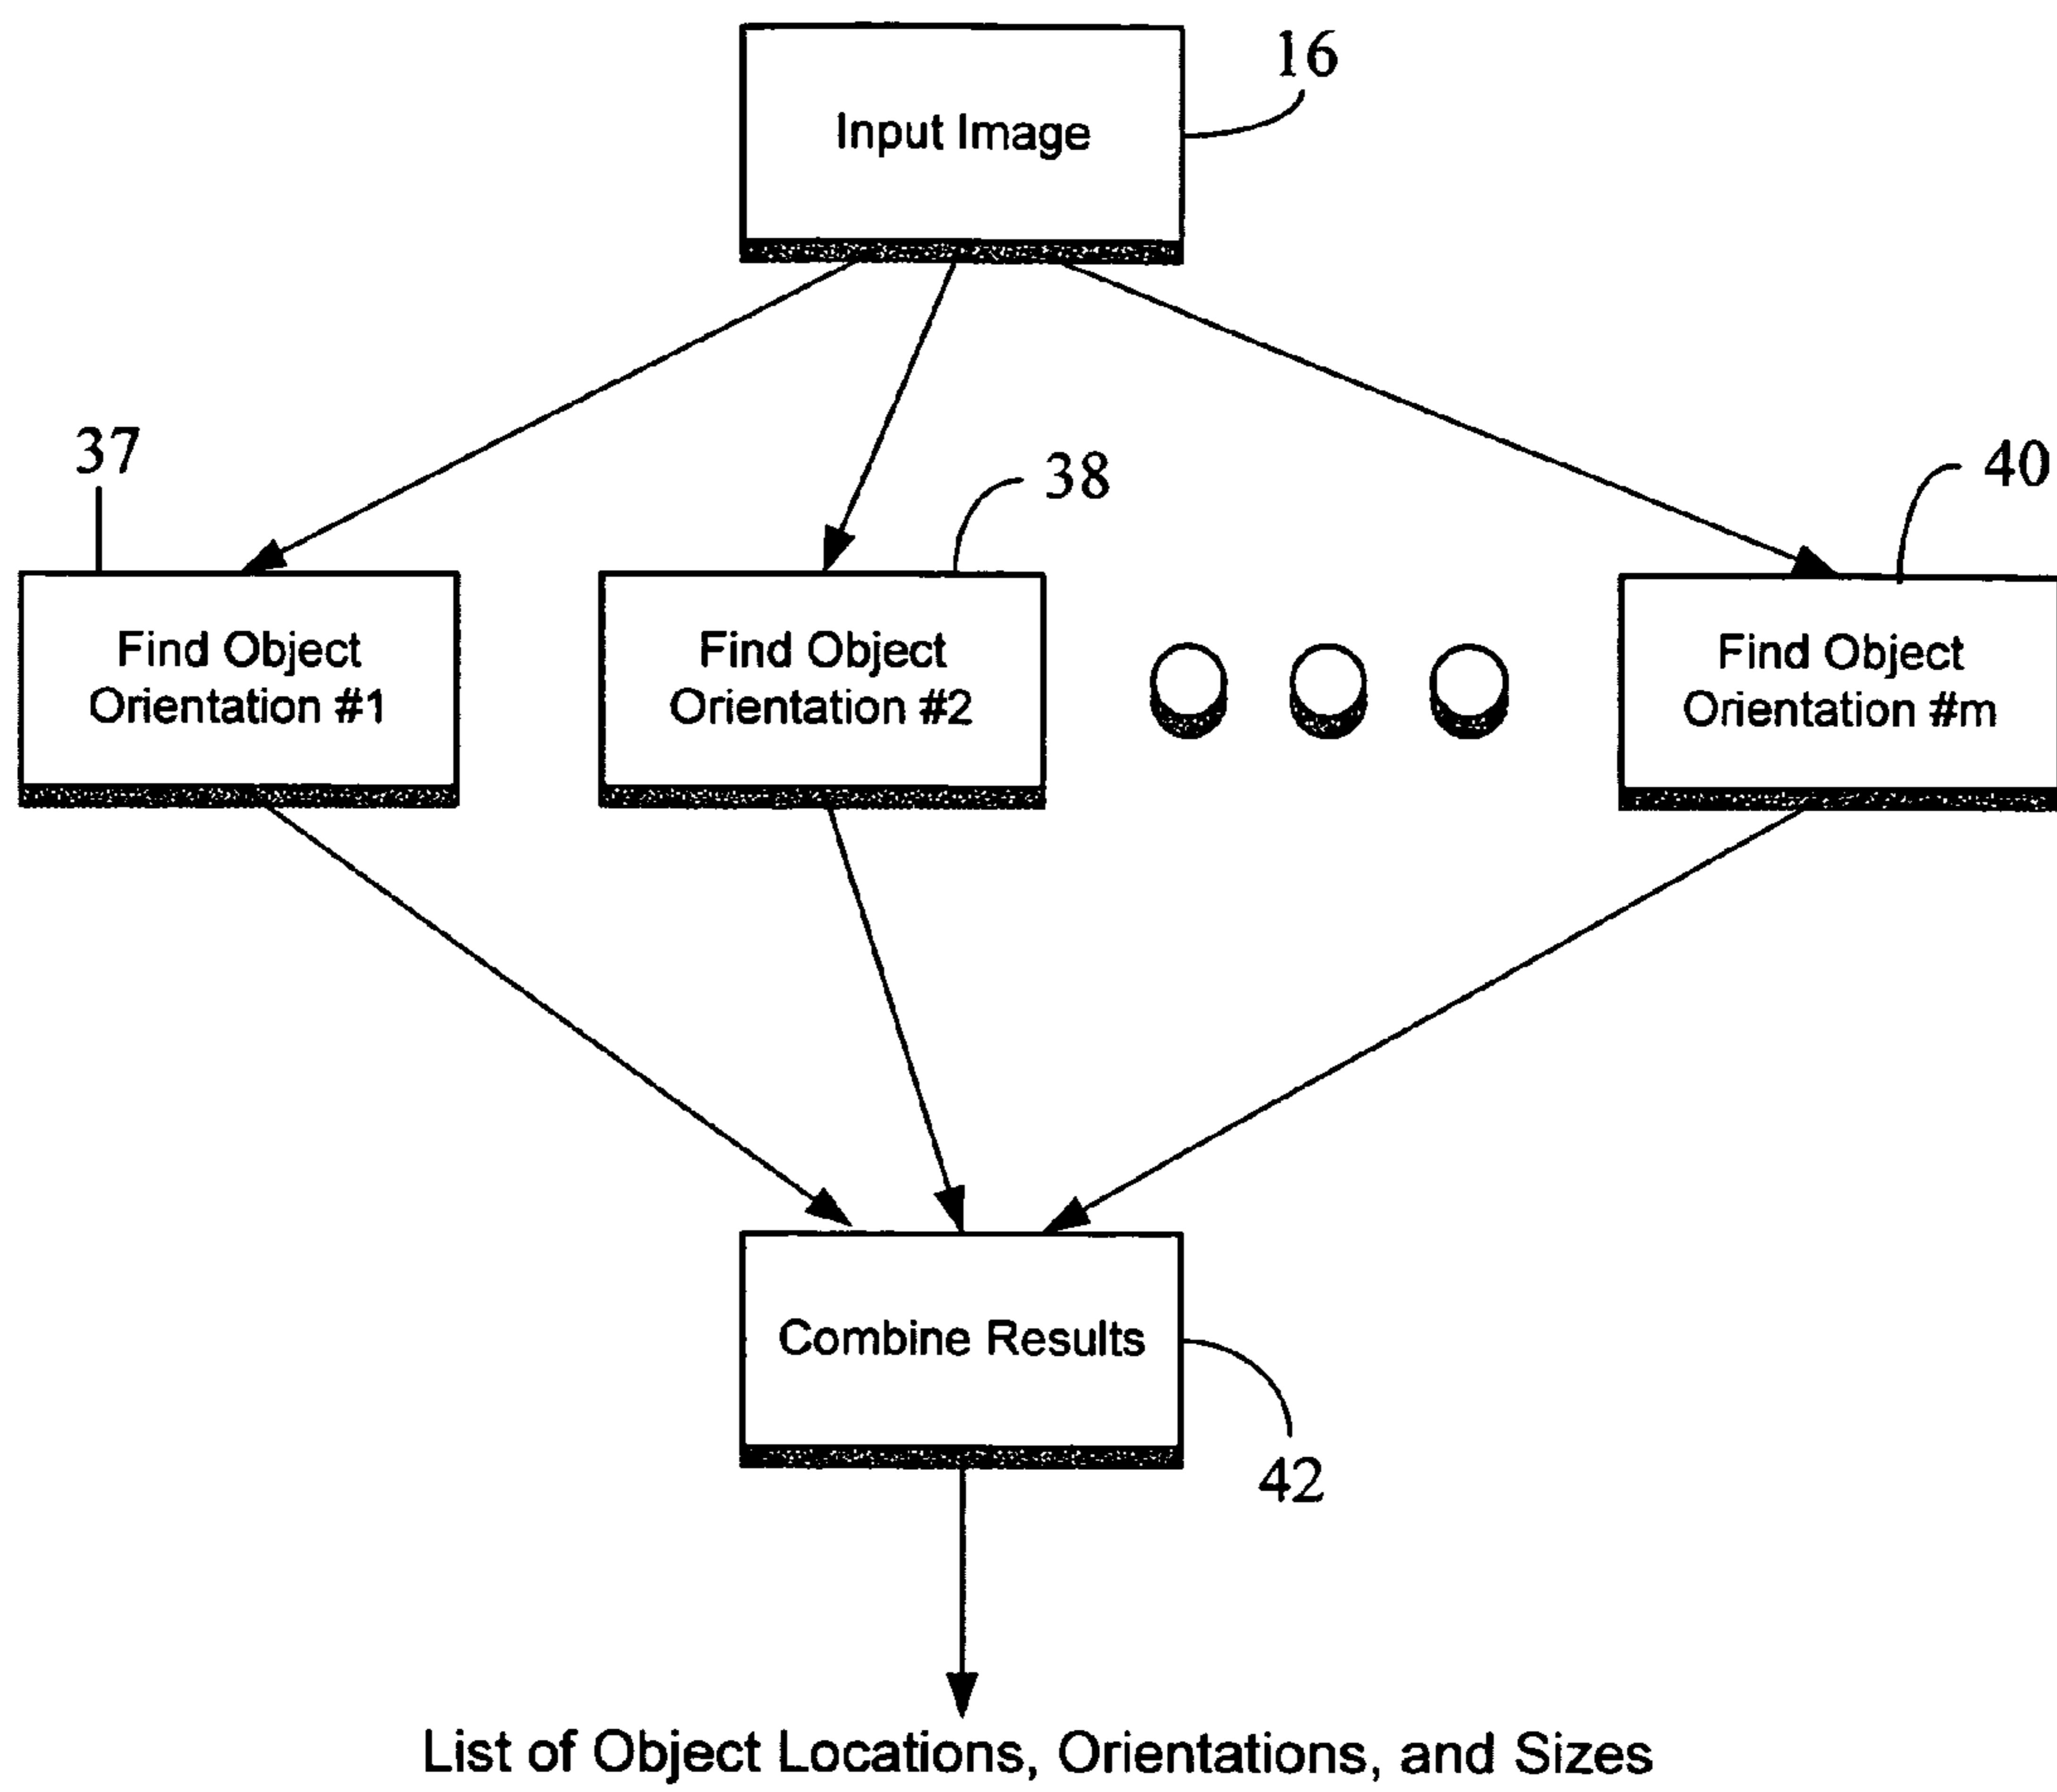 16
Input Image
37
38
40
Find Object
Orientation #1
Find Object
Orientation #2
Find Object
Orientation #m
Combine Results
42
List of Object Locations, Orientations, and Sizes